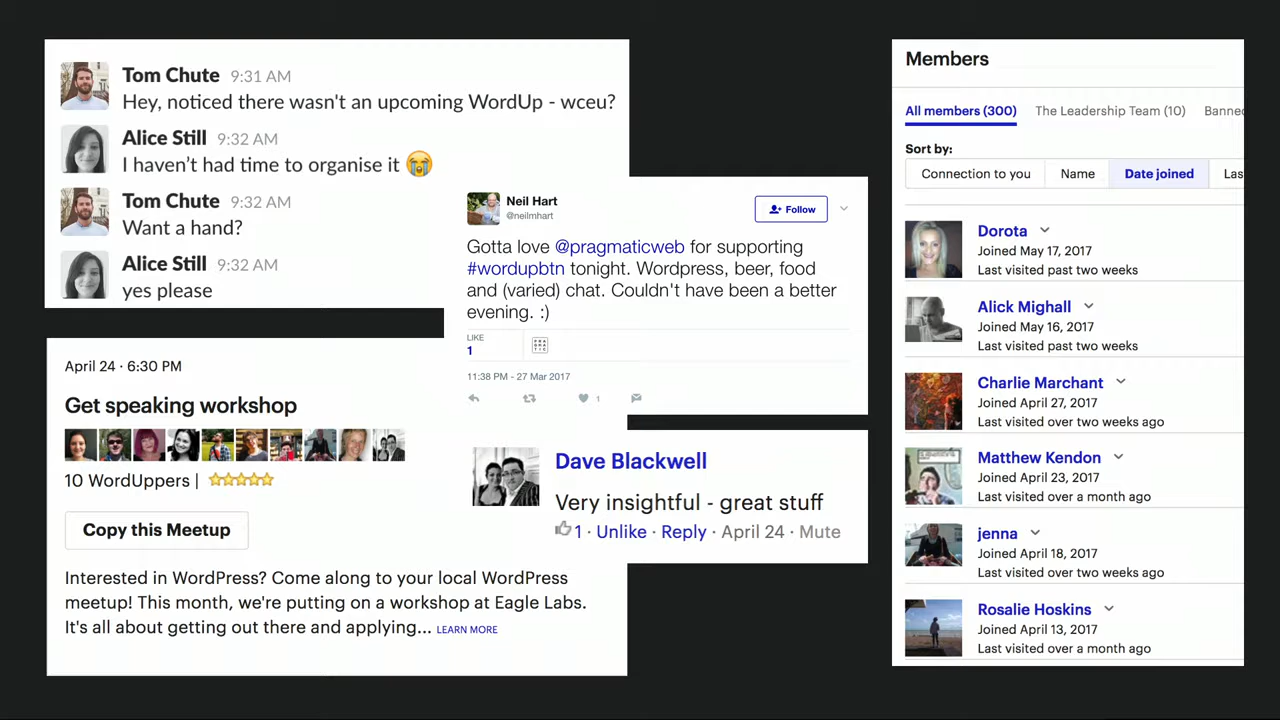 Tom Chute 9:31 AM
Hey, noticed there wasn't an upcoming WordUp - wceu?
Alice Still 9:32 AM
I haven't had time to organise it 😭
Tom Chute 9:32 AM
Want a hand?
Alice Still 9:32 AM
yes please
Neil Hart
@neilmhart
Follow
Gotta love @pragmaticweb for supporting
#wordupbtn tonight. Wordpress, beer, food
and (varied) chat. Couldn't have been a better
evening. :)
LIKE
1
11:38 PM - 27 Mar 2017
1
April 24 · 6:30 PM
Get speaking workshop
10 WordUppers |
Copy this Meetup
Interested in WordPress? Come along to your local WordPress
meetup! This month, we're putting on a workshop at Eagle Labs.
It's all about getting out there and applying... LEARN MORE
Dave Blackwell
Very insightful - great stuff
1 · Unlike · Reply · April 24 · Mute
Members
All members (300) The Leadership Team (10) Banned
Sort by:
Connection to you Name Date joined Las
Dorota
Joined May 17, 2017
Last visited past two weeks
Alick Mighall
Joined May 16, 2017
Last visited past two weeks
Charlie Marchant
Joined April 27, 2017
Last visited over two weeks ago
Matthew Kendon
Joined April 23, 2017
Last visited over a month ago
jenna
Joined April 18, 2017
Last visited over two weeks ago
Rosalie Hoskins
Joined April 13, 2017
Last visited over a month ago